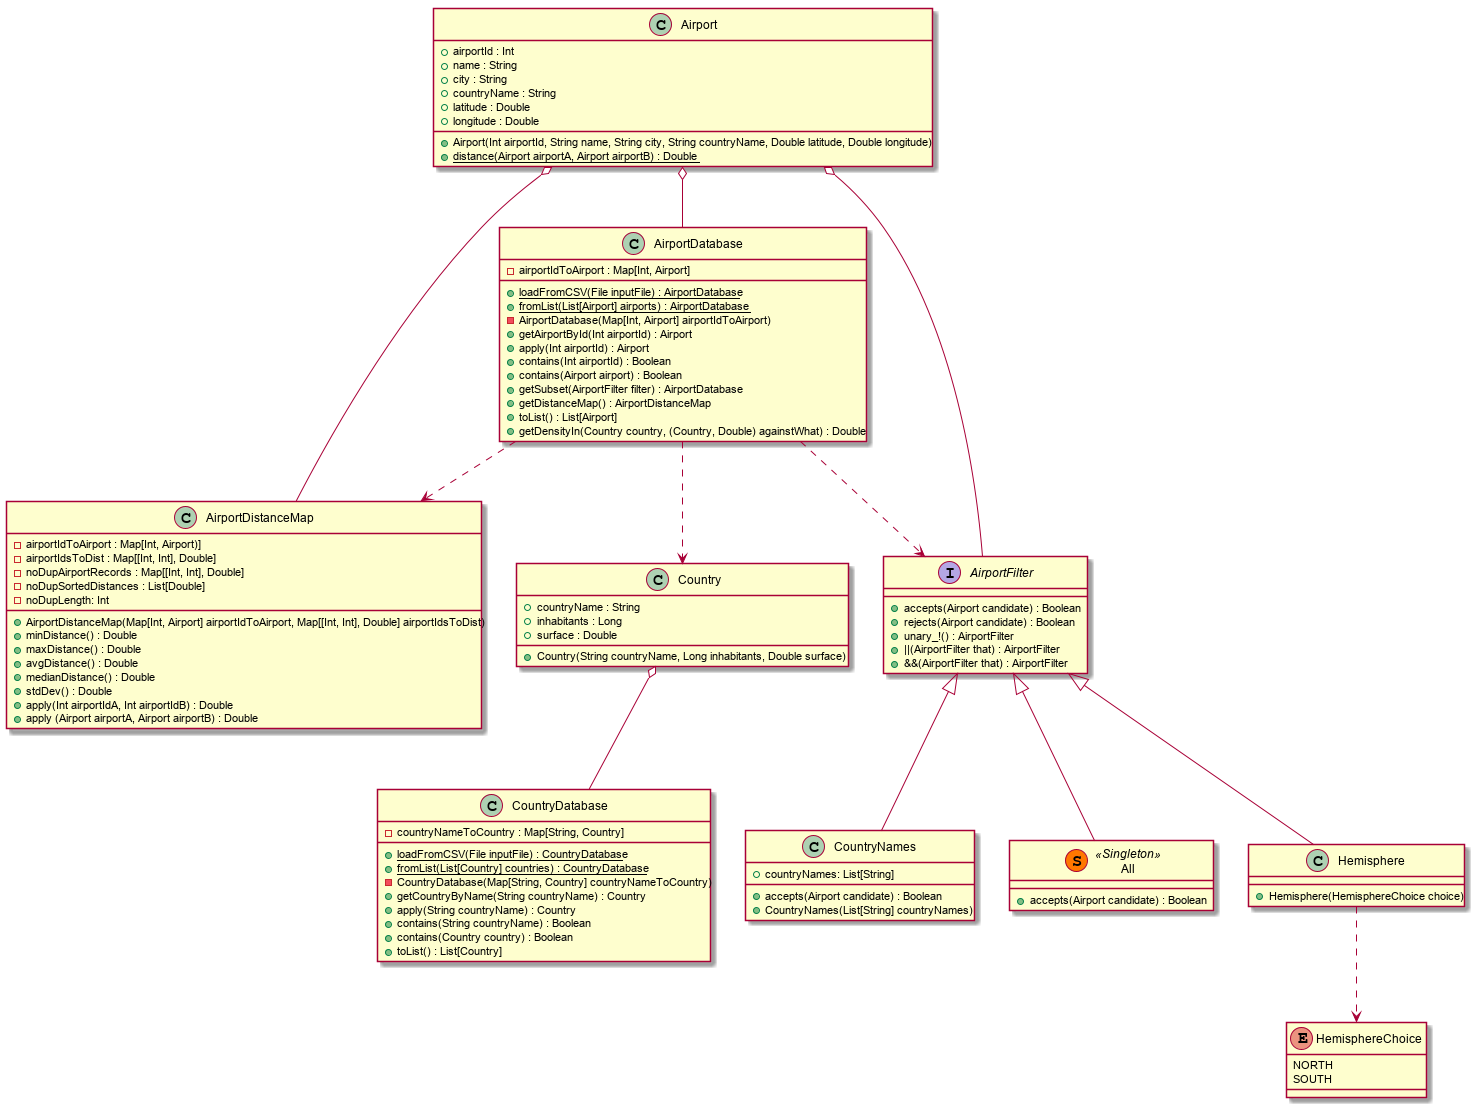 C Airport
airportId : Int
name : String
city : String
countryName : String
latitude : Double
longitude : Double
Airport(Int airportId, String name, String city, String countryName, Double latitude, Double longitude)
distance(Airport airportA, Airport airportB) : Double
C AirportDatabase
airportIdToAirport : Map[Int, Airport]
loadFromCSV(File inputFile) : AirportDatabase
fromList(List[Airport] airports) : AirportDatabase
AirportDatabase(Map[Int, Airport] airportIdToAirport)
getAirportById(Int airportId) : Airport
apply(Int airportId) : Airport
contains(Int airportId) : Boolean
contains(Airport airport) : Boolean
getSubset(AirportFilter filter) : AirportDatabase
getDistanceMap() : AirportDistanceMap
toList() : List[Airport]
getDensityIn(Country country, (Country, Double) againstWhat) : Double
C AirportDistanceMap
airportIdToAirport : Map[Int, Airport)]
airportIdsToDist : Map[[Int, Int], Double]
noDupAirportRecords : Map[[Int, Int], Double]
noDupSortedDistances : List[Double]
noDupLength: Int
AirportDistanceMap(Map[Int, Airport] airportIdToAirport, Map[[Int, Int], Double] airportIdsToDist)
minDistance() : Double
maxDistance() : Double
avgDistance() : Double
medianDistance() : Double
stdDev() : Double
apply(Int airportIdA, Int airportIdB) : Double
apply (Airport airportA, Airport airportB) : Double
C Country
countryName : String
inhabitants : Long
surface : Double
Country(String countryName, Long inhabitants, Double surface)
I AirportFilter
accepts(Airport candidate) : Boolean
rejects(Airport candidate) : Boolean
unary_!() : AirportFilter
||(AirportFilter that) : AirportFilter
&&(AirportFilter that) : AirportFilter
C CountryDatabase
countryNameToCountry : Map[String, Country]
loadFromCSV(File inputFile) : CountryDatabase
fromList(List[Country] countries) : CountryDatabase
CountryDatabase(Map[String, Country] countryNameToCountry)
getCountryByName(String countryName) : Country
apply(String countryName) : Country
contains(String countryName) : Boolean
contains(Country country) : Boolean
toList() : List[Country]
C CountryNames
countryNames: List[String]
accepts(Airport candidate) : Boolean
CountryNames(List[String] countryNames)
S «Singleton»
All
accepts(Airport candidate) : Boolean
C Hemisphere
Hemisphere(HemisphereChoice choice)
E HemisphereChoice
NORTH
SOUTH